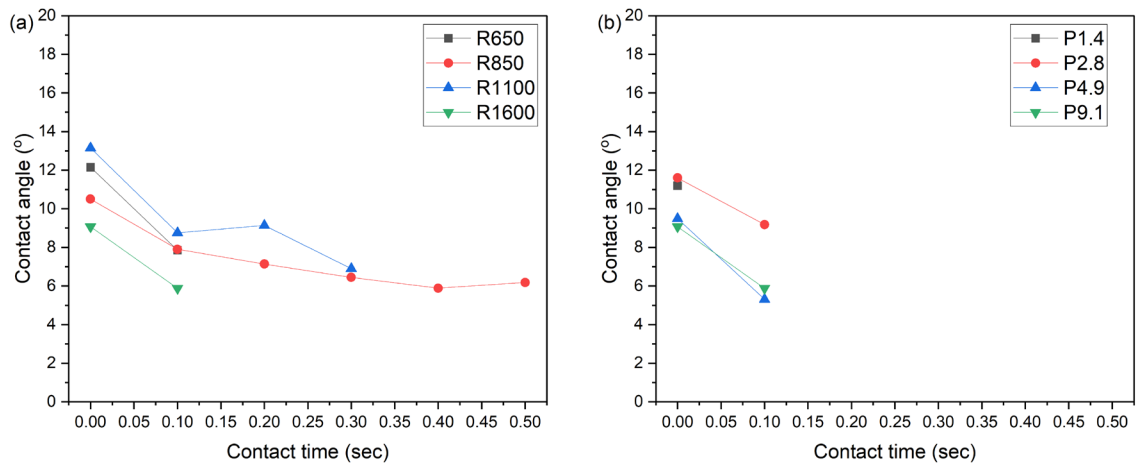 (a)
20
18
16
14
12
10
8
6
4
2
0
Contact angle (º)
R650
R850
R1100
R1600
0.00 0.05 0.10 0.15 0.20 0.25 0.30 0.35 0.40 0.45 0.50
Contact time (sec)
(b)
20
18
16
14
12
10
8
6
4
2
0
Contact angle (º)
P1.4
P2.8
P4.9
P9.1
0.00 0.05 0.10 0.15 0.20 0.25 0.30 0.35 0.40 0.45 0.50
Contact time (sec)